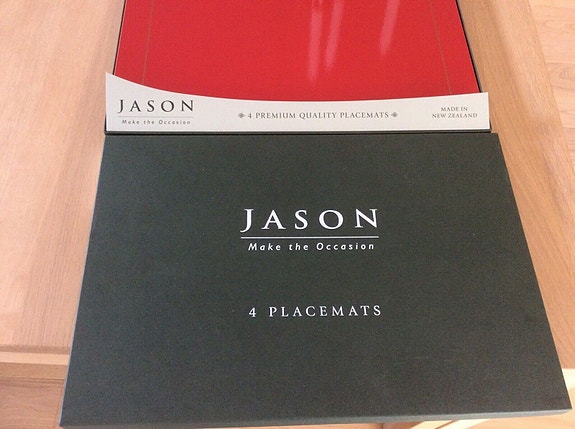 JASON
Make the Occasion
4 PREMIUM QUALITY PLACEMATS
MADE IN
NEW ZEALAND
JASON
Make the Occasion
4 PLACEMATS